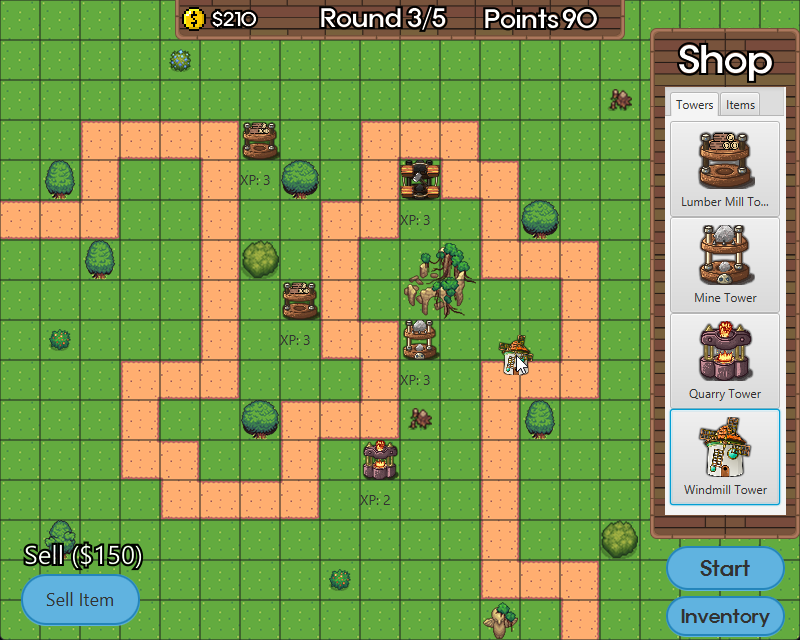 $210
Round 3/5
Points 90
Shop
Towers
Items
Lumber Mill To...
Mine Tower
Quarry Tower
Windmill Tower
XP: 3
XP: 3
XP: 3
XP: 3
XP: 2
Sell ($150)
Sell Item
Start
Inventory